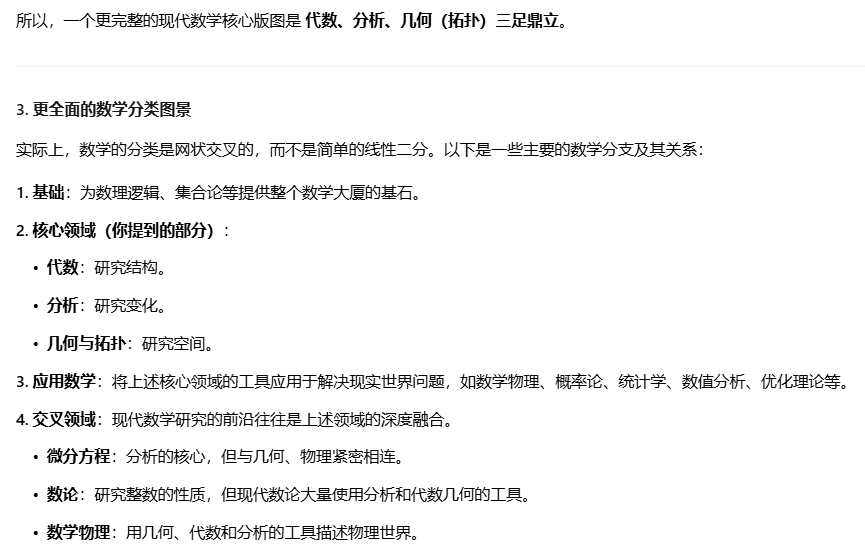 所以，一个更完整的现代数学核心版图是 代数、分析、几何（拓扑）三足鼎立。
3. 更全面的数学分类图景
实际上，数学的分类是网状交叉的，而不是简单的线性二分。以下是一些主要的数学分支及其关系：
1. 基础：为数理逻辑、集合论等提供整个数学大厦的基石。
2. 核心领域（你提到的部分）：
• 代数：研究结构。
• 分析：研究变化。
• 几何与拓扑：研究空间。
3. 应用数学：将上述核心领域的工具应用于解决现实世界问题，如数学物理、概率论、统计学、数值分析、优化理论等。
4. 交叉领域：现代数学研究的前沿往往是上述领域的深度融合。
• 微分方程：分析的核心，但与几何、物理紧密相连。
• 数论：研究整数的性质，但现代数论大量使用分析和代数几何的工具。
• 数学物理：用几何、代数和分析的工具描述物理世界。